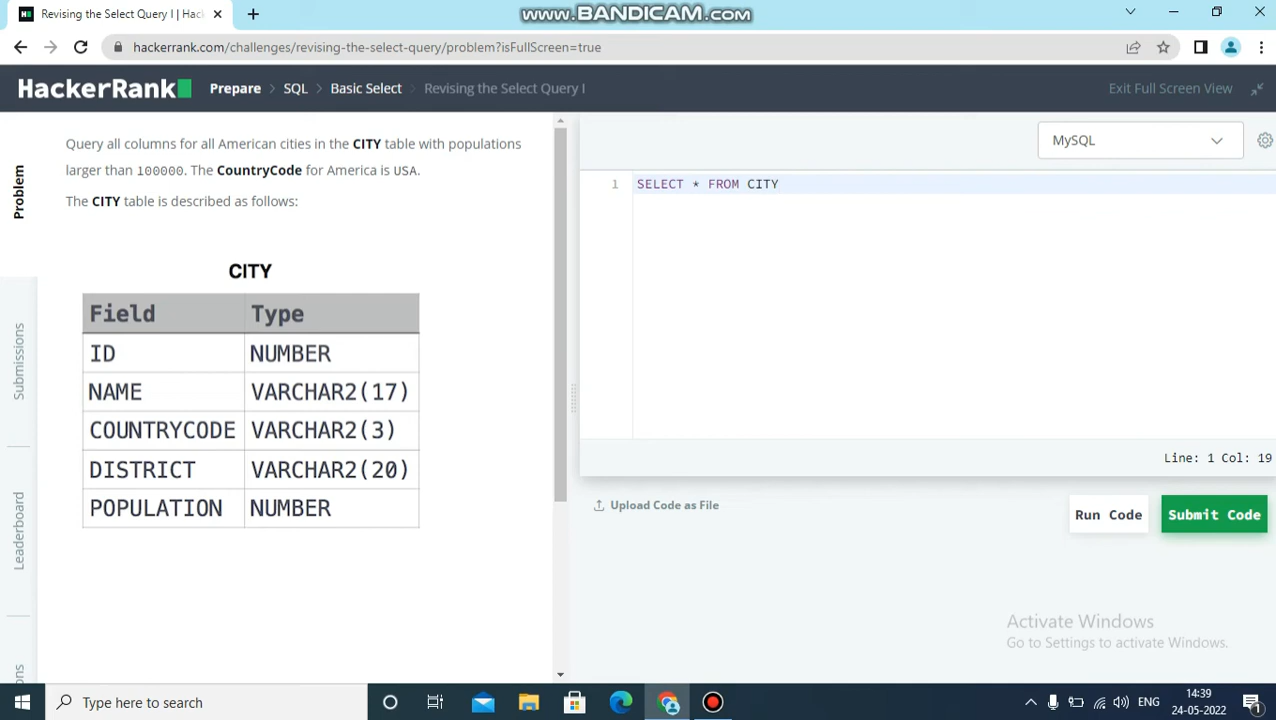 Revising the Select Query I | Hack
www.BANDICAM.com
hackerrank.com/challenges/revising-the-select-query/problem?isFullScreen=true
HackerRank
Prepare > SQL > Basic Select > Revising the Select Query I
Exit Full Screen View
Problem
Submissions
Leaderboard
Query all columns for all American cities in the CITY table with populations
larger than 100000. The CountryCode for America is USA.
The CITY table is described as follows:
CITY
Field Type
ID NUMBER
NAME VARCHAR2(17)
COUNTRYCODE VARCHAR2(3)
DISTRICT VARCHAR2(20)
POPULATION NUMBER
MySQL
1 SELECT * FROM CITY
Line: 1 Col: 19
Upload Code as File
Run Code
Submit Code
Activate Windows
Go to Settings to activate Windows.
Type here to search
ENG
14:39
24-05-2022
1